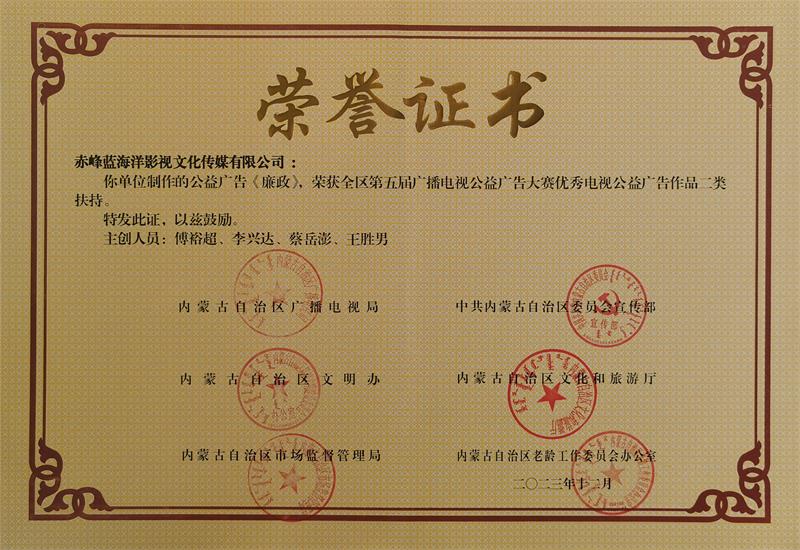 荣誉证书
赤峰蓝海洋影视文化传媒有限公司：
你单位制作的公益广告《廉政》，荣获全区第五届广播电视公益广告大赛优秀电视公益广告作品二类
扶持。
特发此证，以兹鼓励。
主创人员：傅裕超、李兴达、蔡岳澎、王胜男
内蒙古自治区广播电视局
中共内蒙古自治区委员会宣传部
宣传部
内蒙古自治区文明办
内蒙古自治区文化和旅游厅
内蒙古自治区市场监督管理局
内蒙古自治区老龄工作委员会办公室
二〇二三年十二月